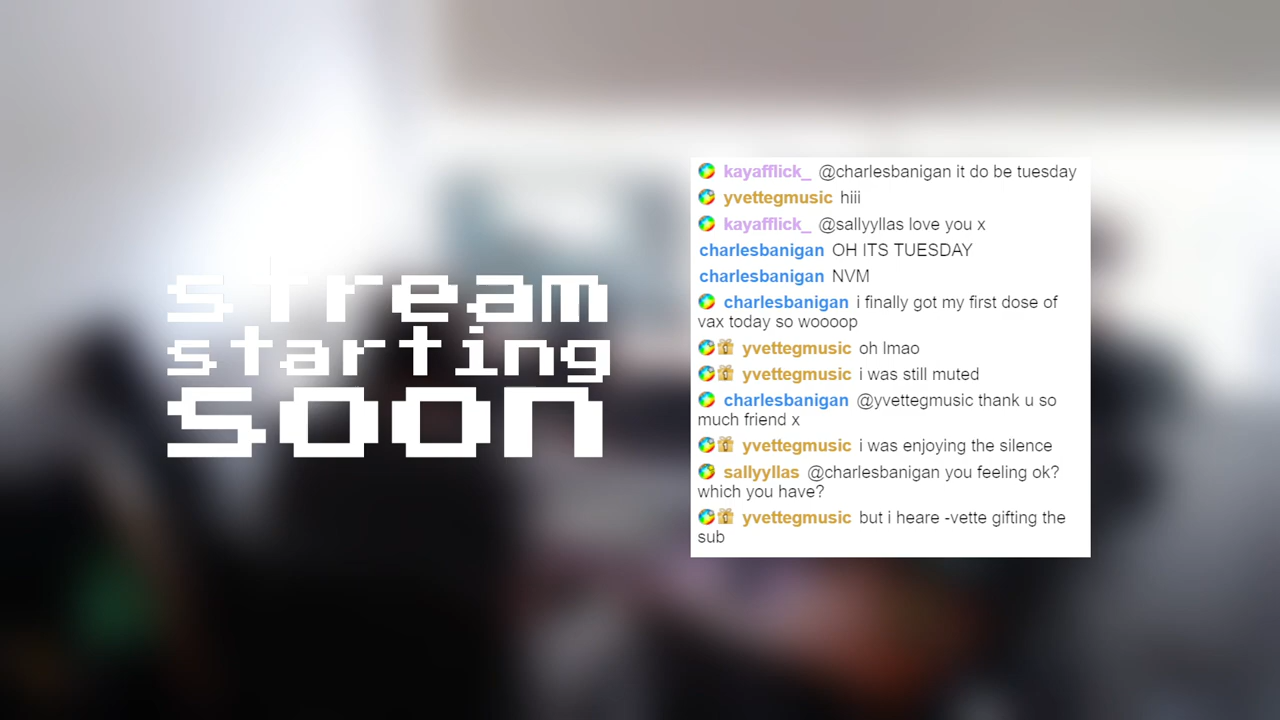 stream
starting
soon
kayafflick_ @charlesbanigan it do be tuesday
yvettegmusic hiii
kayafflick_ @sallyyllas love you x
charlesbanigan OH ITS TUESDAY
charlesbanigan NVM
charlesbanigan i finally got my first dose of
vax today so woooop
yvettegmusic oh lmao
yvettegmusic i was still muted
charlesbanigan @yvettegmusic thank u so
much friend x
yvettegmusic i was enjoying the silence
sallyyllas @charlesbanigan you feeling ok?
which you have?
yvettegmusic but i heare -vette gifting the
sub